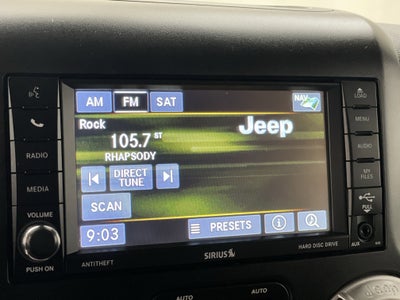 AM FM SAT NAV
LOAD
Rock
105.7 ST
Jeep
RHAPSODY
DIRECT
TUNE
SCAN
9:03
PRESETS
RADIO
MEDIA
VOLUME
PUSH ON
MENU
AUDIO
MY
FILES
PULL
AUX
ANTITHEFT
SIRIUS
HARD DISC DRIVE
AUTO
AUTO